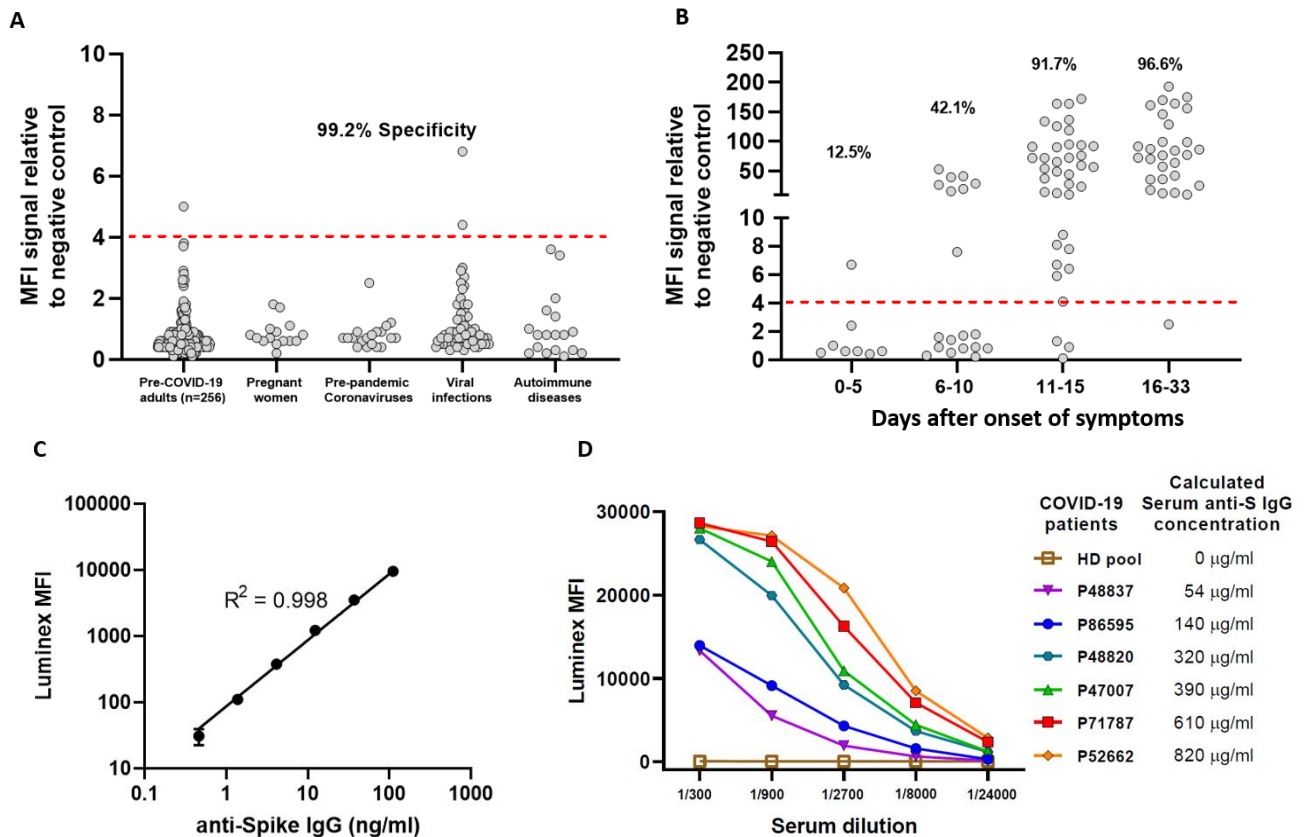 A
MFI signal relative
to negative control
10
8
6
4
2
0
99.2% Specificity
Pre-COVID-19
adults (n=256)
Pregnant
women
Pre-pandemic
Coronaviruses
Viral
infections
Autoimmune
diseases
B
MFI signal relative
to negative control
250
200
150
100
50
10
8
6
4
2
0
12.5%
42.1%
91.7%
96.6%
0-5
6-10
11-15
16-33
Days after onset of symptoms
C
Luminex MFI
100000
10000
1000
100
10
R² = 0.998
0.1
1
10
100
1000
anti-Spike IgG (ng/ml)
D
Luminex MFI
30000
20000
10000
0
1/300
1/900
1/2700
1/8000
1/24000
Serum dilution
COVID-19
patients
Calculated
Serum anti-S IgG
concentration
HD pool 0 µg/ml
P48837 54 µg/ml
P86595 140 µg/ml
P48820 320 µg/ml
P47007 390 µg/ml
P71787 610 µg/ml
P52662 820 µg/ml